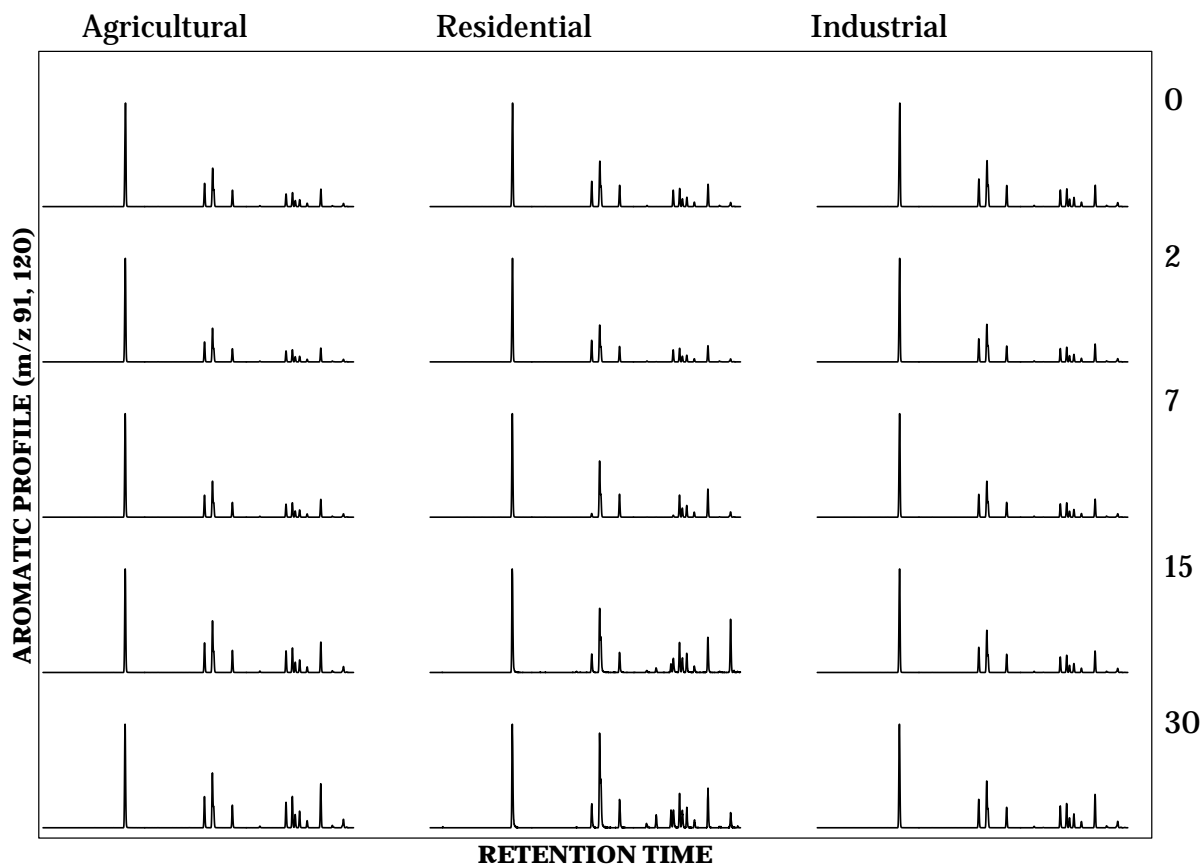 Agricultural
Residential
Industrial
0
2
7
15
30
AROMATIC PROFILE (m/z 91, 120)
RETENTION TIME